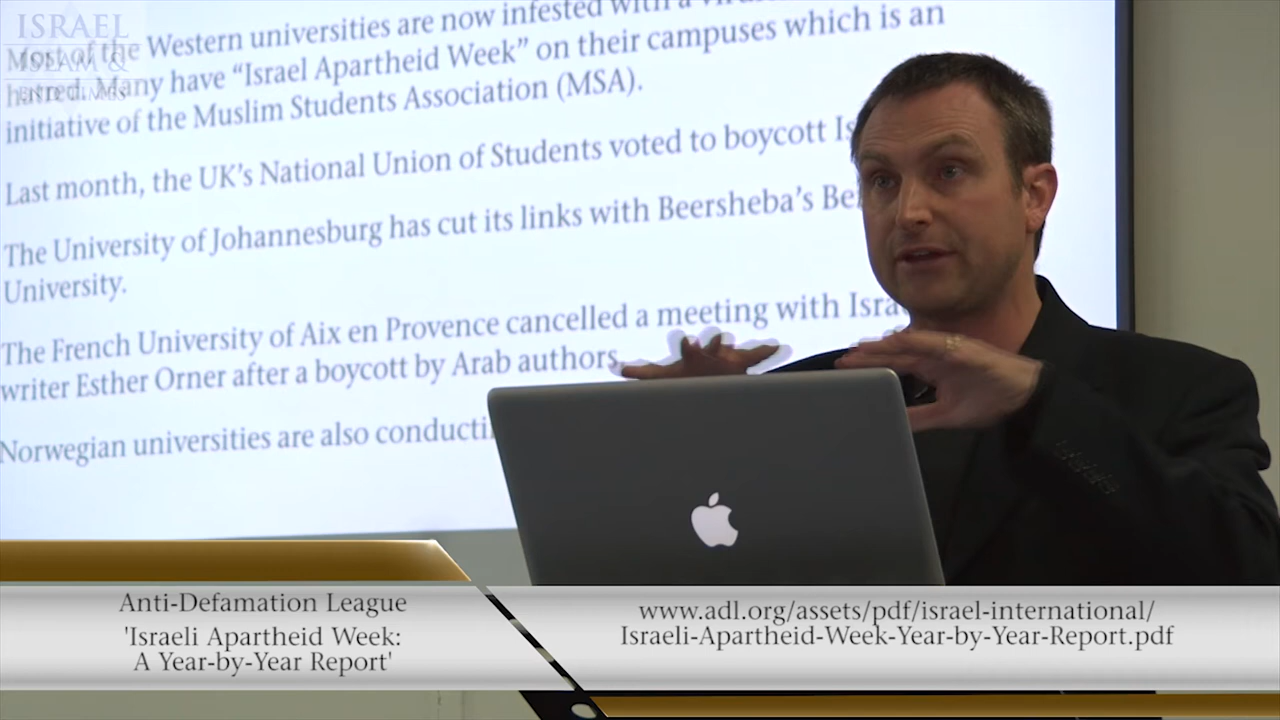 ISRAEL
ISLAM &
END TIMES
Most of the Western universities are now infested with a
hatred. Many have “Israel Apartheid Week” on their campuses which is an
initiative of the Muslim Students Association (MSA).
Last month, the UK’s National Union of Students voted to boycott
The University of Johannesburg has cut its links with Beersheba’s
University.
The French University of Aix en Provence cancelled a meeting with
writer Esther Orner after a boycott by Arab authors.
Norwegian universities are also
Anti-Defamation League
'Israeli Apartheid Week:
A Year-by-Year Report'
www.adl.org/assets/pdf/israel-international/
Israeli-Apartheid-Week-Year-by-Year-Report.pdf